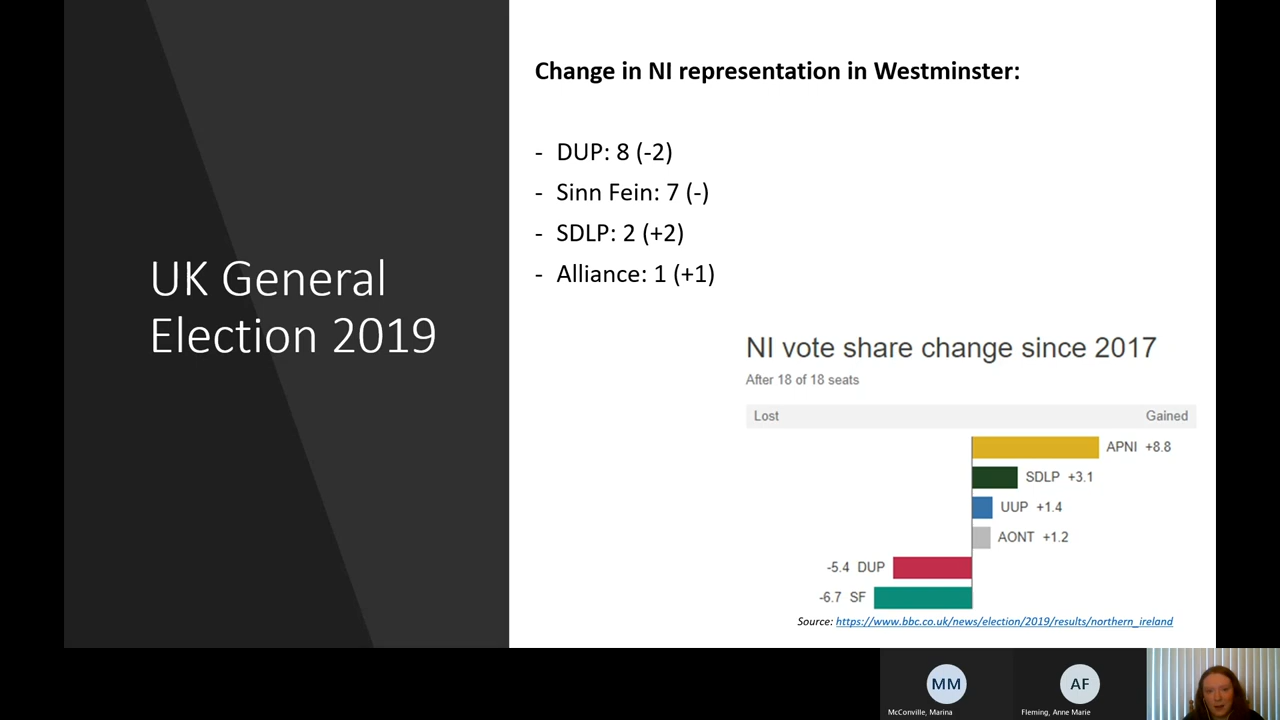 Change in NI representation in Westminster:
- DUP: 8 (-2)
- Sinn Fein: 7 (-)
- SDLP: 2 (+2)
- Alliance: 1 (+1)
UK General
Election 2019
NI vote share change since 2017
After 18 of 18 seats
Lost Gained
APNI +8.8
SDLP +3.1
UUP +1.4
AONT +1.2
-5.4 DUP
-6.7 SF
Source: https://www.bbc.co.uk/news/election/2019/results/northern_ireland
MM
AF
McConville, Marina
Fleming, Anne Marie